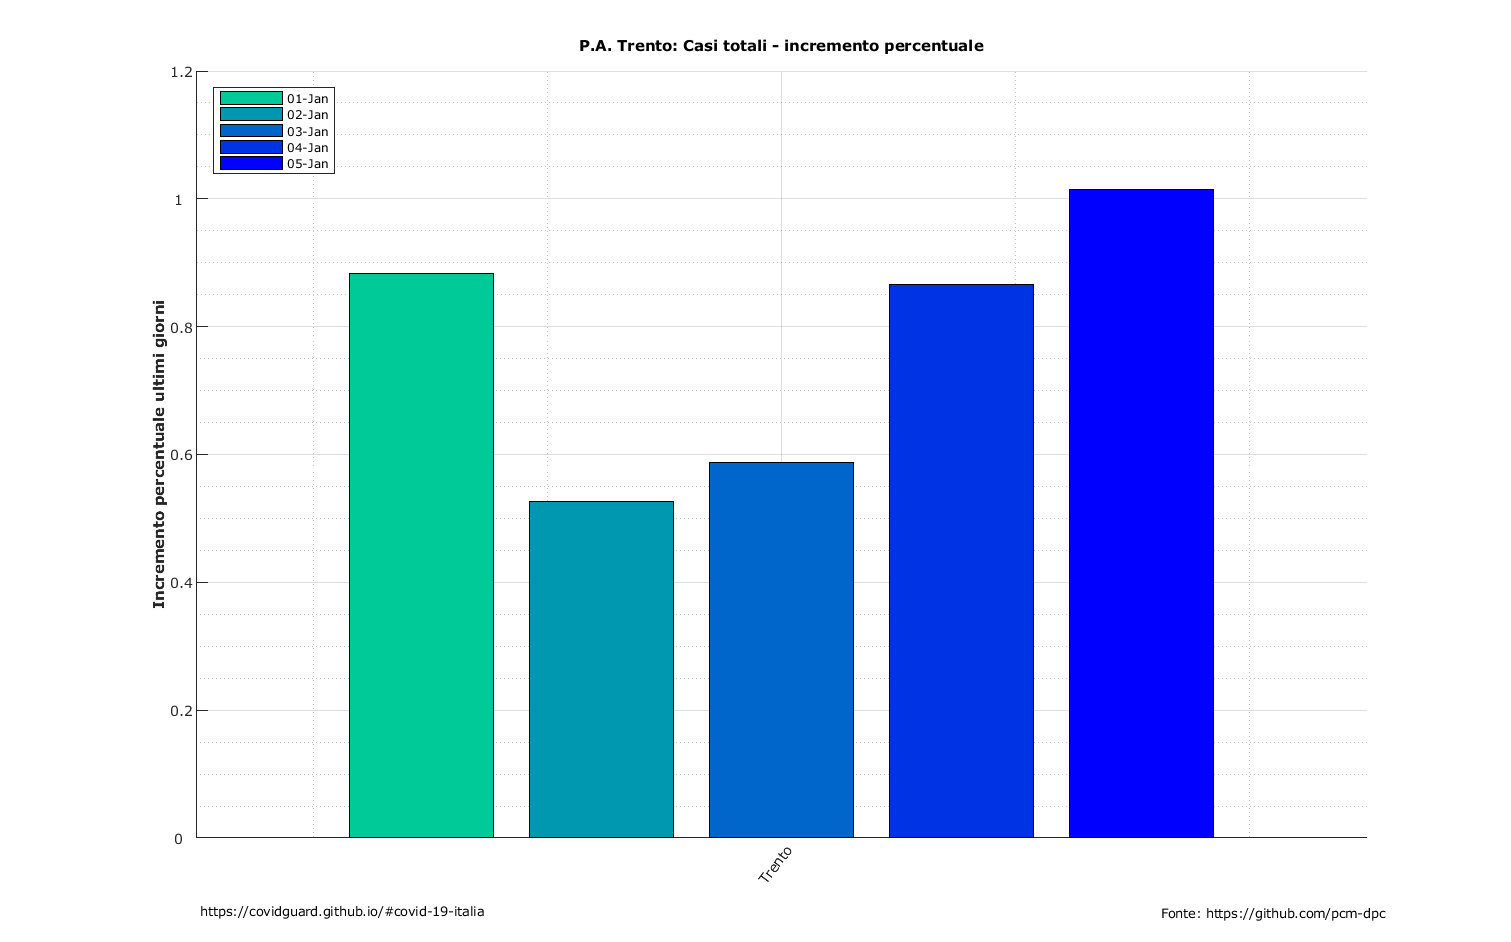 P.A. Trento: Casi totali - incremento percentuale
1.2
1
0.8
0.6
0.4
0.2
0
Incremento percentuale ultimi giorni
01-Jan
02-Jan
03-Jan
04-Jan
05-Jan
Trento
https://covidguard.github.io/#covid-19-italia
Fonte: https://github.com/pcm-dpc